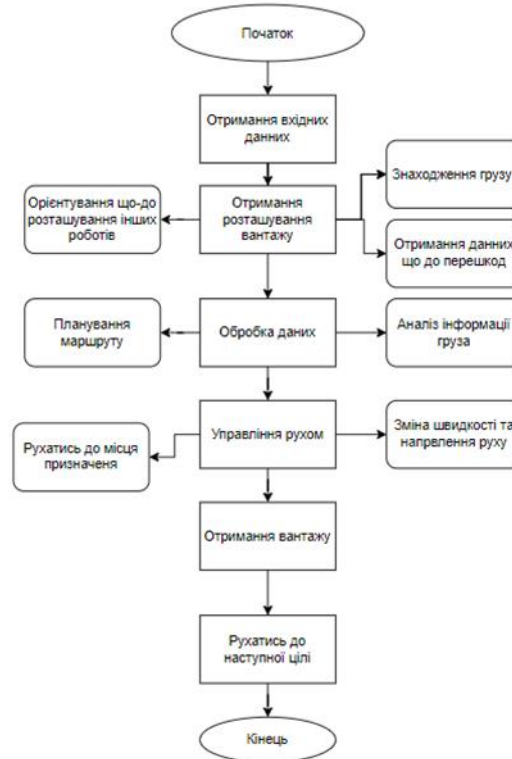 Початок
Отримання вхідних
данних
Знаходження грузу
Орієнтування що-до
розташування інших
роботів
Отримання
розташування
вантажу
Отримання данних
що до перешкод
Планування
маршруту
Обробка даних
Аналіз інформації
груза
Рухатись до місця
призначеня
Управління рухом
Зміна швидкості та
напрвлення руху
Отримання вантажу
Рухатись до
наступної цілі
Кінець